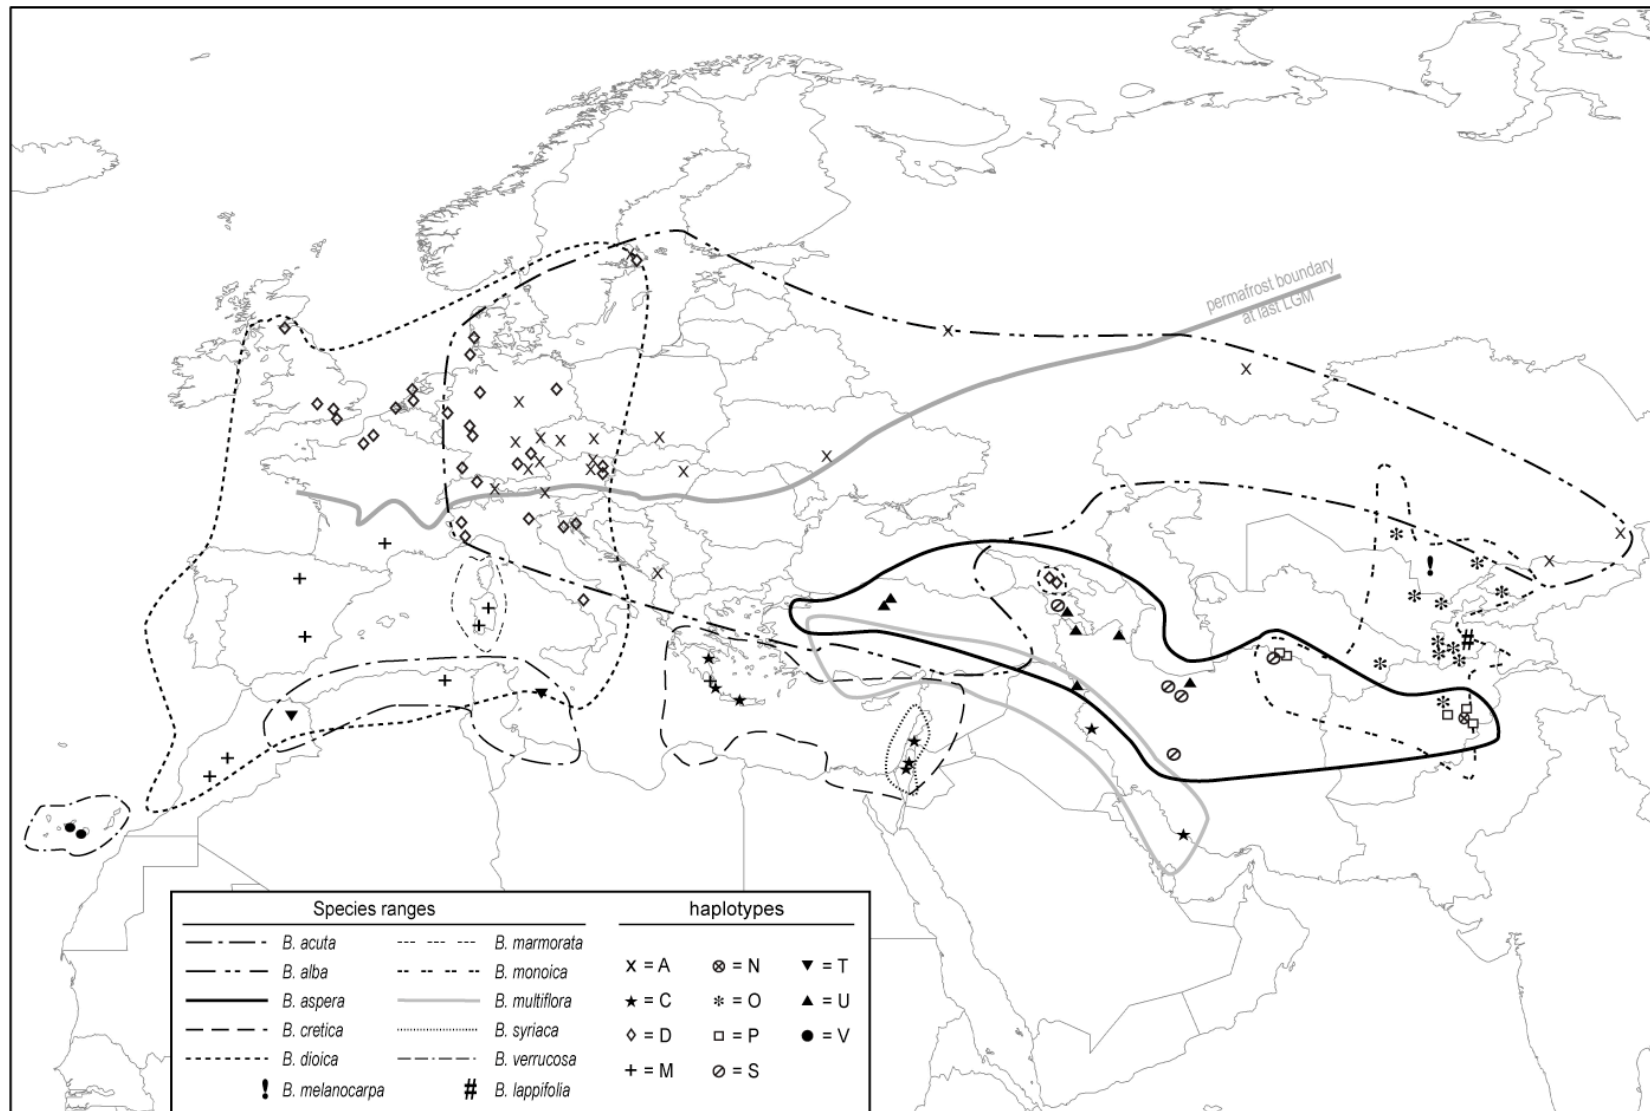 permafrost boundary
at last LGM
Species ranges
haplotypes
B. acuta
B. marmorata
B. alba
B. monoica
B. aspera
B. multiflora
B. cretica
B. syriaca
B. dioica
B. verrucosa
! B. melanocarpa
# B. lappifolia
x = A
⊗ = N
▼ = T
★ = C
✻ = O
▲ = U
◇ = D
□ = P
● = V
+ = M
⊘ = S